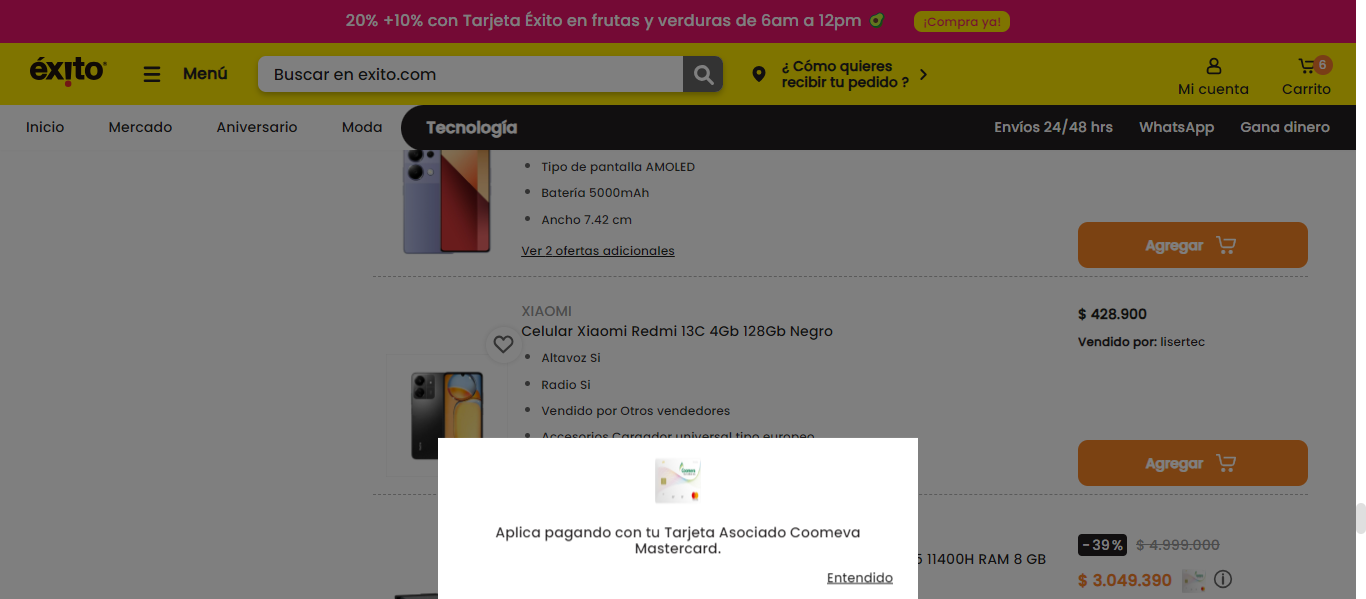 20% +10% con Tarjeta Éxito en frutas y verduras de 6am a 12pm
¡Compra ya!
éxito
Menú
Buscar en exito.com
¿ Cómo quieres
recibir tu pedido ?
Mi cuenta
6
Carrito
Inicio
Mercado
Aniversario
Moda
Tecnología
Envíos 24/48 hrs
WhatsApp
Gana dinero
Tipo de pantalla AMOLED
Batería 5000mAh
Ancho 7.42 cm
Ver 2 ofertas adicionales
Agregar
XIAOMI
Celular Xiaomi Redmi 13C 4Gb 128Gb Negro
Altavoz Si
Radio Si
Vendido por Otros vendedores
Accesorios Cargador universal tipo europeo
$ 428.900
Vendido por: lisertec
Agregar
Aplica pagando con tu Tarjeta Asociado Coomeva
Mastercard.
Entendido
5 11400H RAM 8 GB
-39%
$ 4.999.000
$ 3.049.390